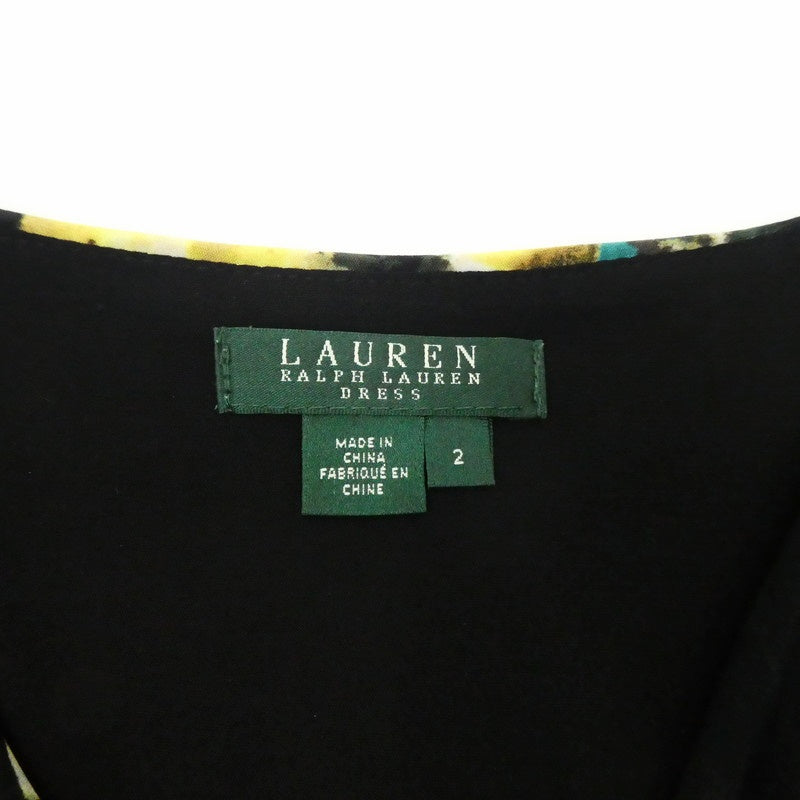 LAUREN
RALPH LAUREN
DRESS
MADE IN
CHINA
FABRIQUÉ EN
CHINE
2